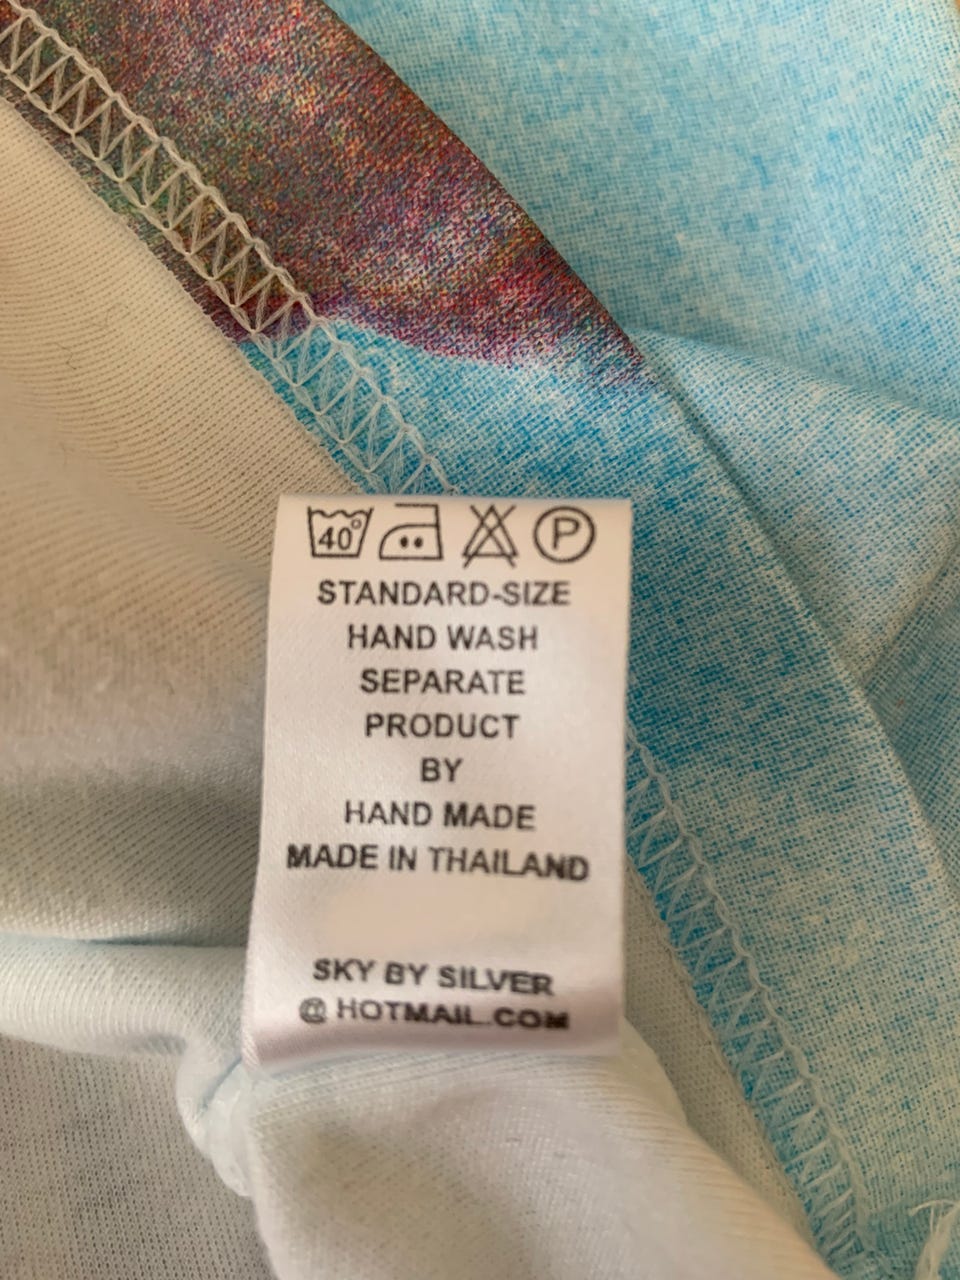 40° P
STANDARD-SIZE
HAND WASH
SEPARATE
PRODUCT
BY
HAND MADE
MADE IN THAILAND
SKY BY SILVER
@ HOTMAIL.COM